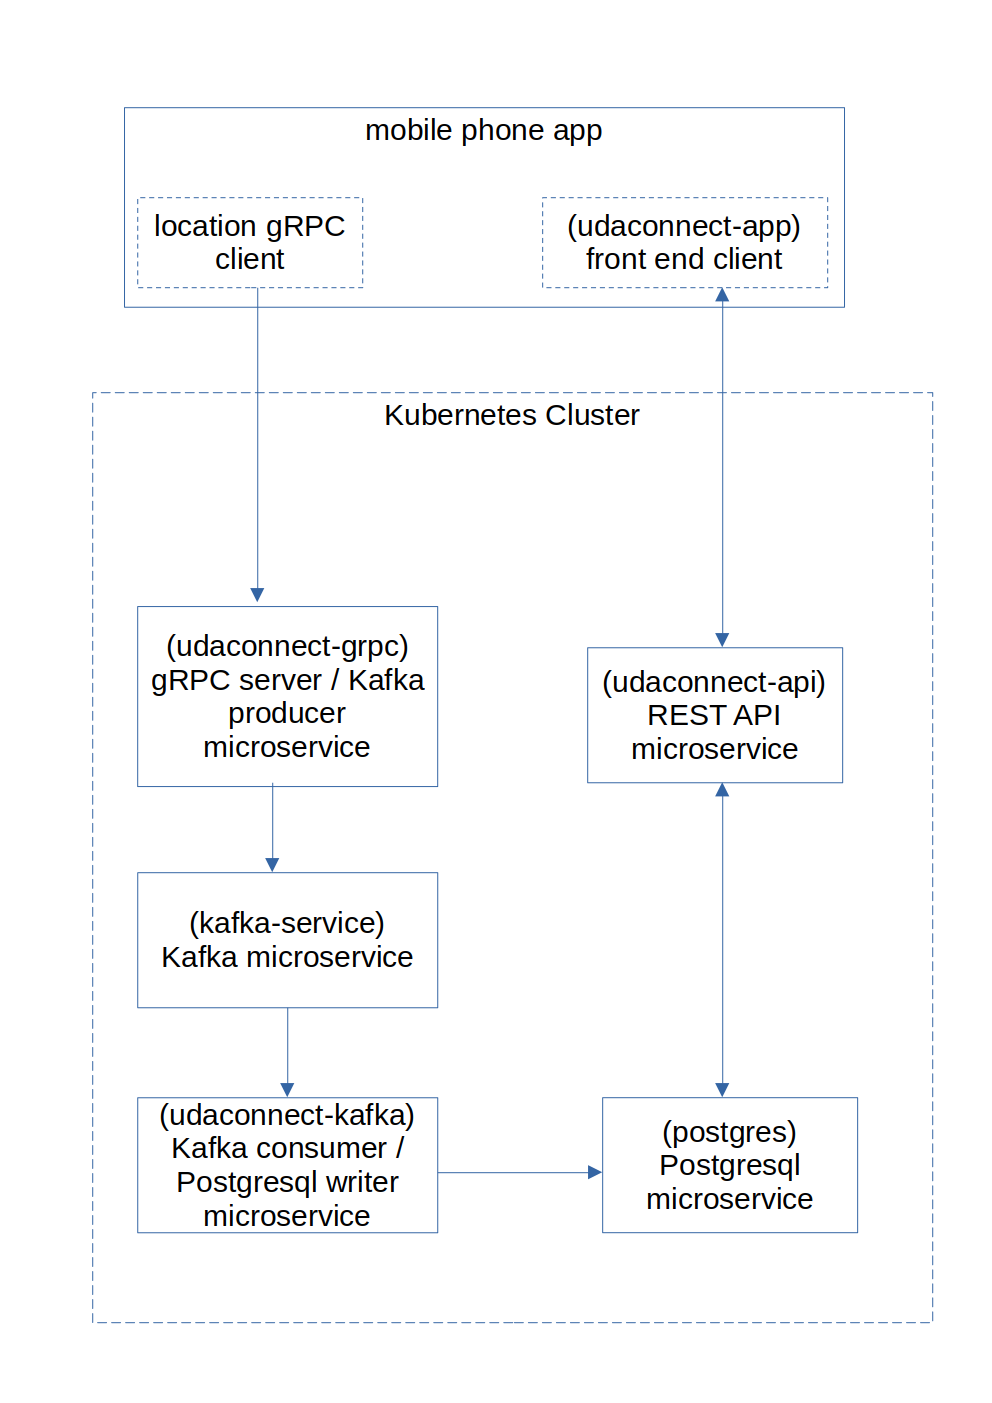 mobile phone app
location gRPC
client
(udaconnect-app)
front end client
Kubernetes Cluster
(udaconnect-grpc)
gRPC server / Kafka
producer
microservice
(udaconnect-api)
REST API
microservice
(kafka-service)
Kafka microservice
(udaconnect-kafka)
Kafka consumer /
Postgresql writer
microservice
(postgres)
Postgresql
microservice